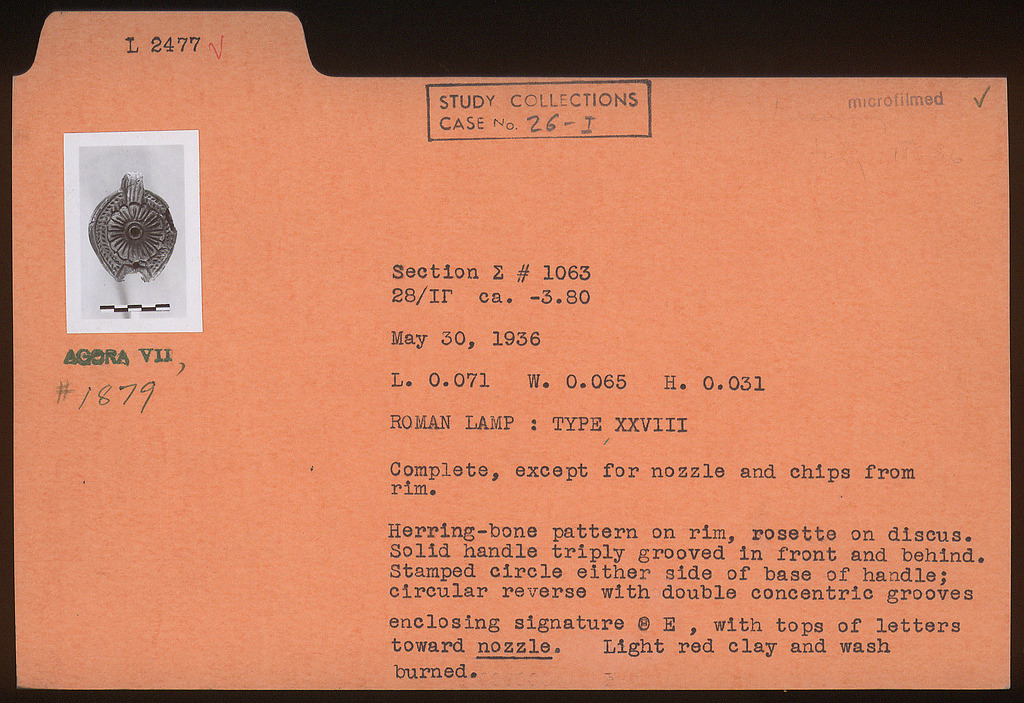 L 2477 √
STUDY COLLECTIONS
CASE No. 26-I
microfilmed ✓
AGORA VII,
#1879
Section Σ # 1063
28/ΙΓ ca. -3.80
May 30, 1936
L. 0.071 W. 0.065 H. 0.031
ROMAN LAMP : TYPE XXVIII
Complete, except for nozzle and chips from
rim.
Herring-bone pattern on rim, rosette on discus.
Solid handle triply grooved in front and behind.
Stamped circle either side of base of handle;
circular reverse with double concentric grooves
enclosing signature Θ E , with tops of letters
toward nozzle. Light red clay and wash
burned.